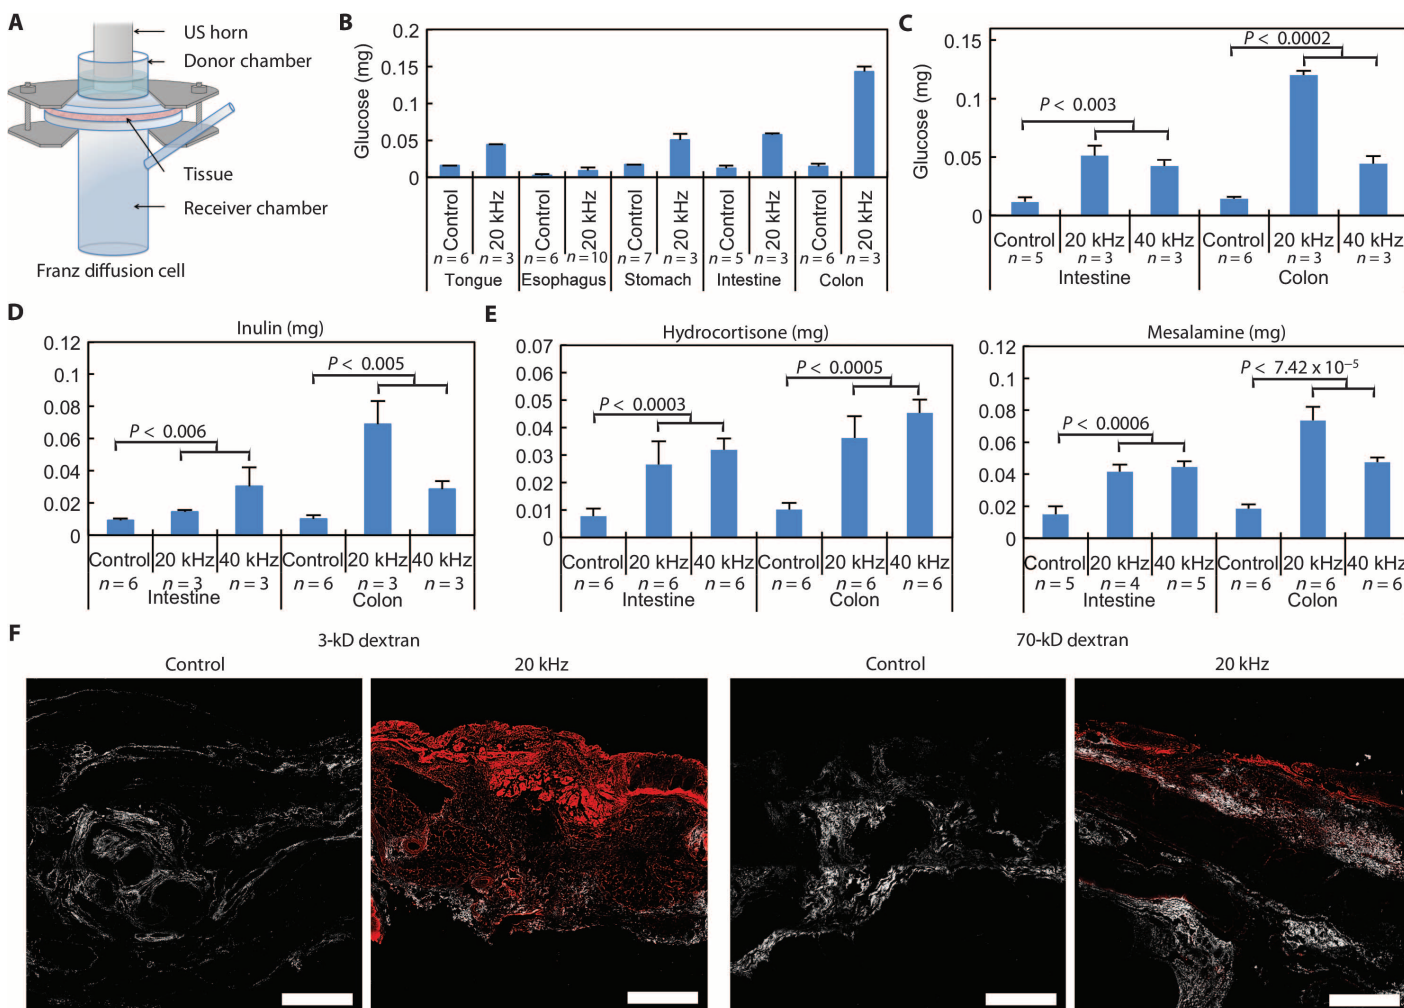 A
US horn
Donor chamber
Tissue
Receiver chamber
Franz diffusion cell
B
Glucose (mg)
0.2
0.15
0.1
0.05
0
Control
20 kHz
Control
20 kHz
Control
20 kHz
Control
20 kHz
Control
20 kHz
n = 6 n = 3 n = 6 n = 10 n = 7 n = 3 n = 5 n = 3 n = 6 n = 3
Tongue Esophagus Stomach Intestine Colon
C
Glucose (mg)
0.15
0.1
0.05
0
P < 0.003
P < 0.0002
Control 20 kHz 40 kHz Control 20 kHz 40 kHz
n = 5 n = 3 n = 3 n = 6 n = 3 n = 3
Intestine Colon
D
Inulin (mg)
0.12
0.1
0.08
0.06
0.04
0.02
0
P < 0.006
P < 0.005
Control 20 kHz 40 kHz Control 20 kHz 40 kHz
n = 6 n = 3 n = 3 n = 6 n = 3 n = 3
Intestine Colon
E
Hydrocortisone (mg)
0.07
0.06
0.05
0.04
0.03
0.02
0.01
0
P < 0.0003
P < 0.0005
Control 20 kHz 40 kHz Control 20 kHz 40 kHz
n = 6 n = 6 n = 6 n = 6 n = 6 n = 6
Intestine Colon
Mesalamine (mg)
0.12
0.10
0.08
0.06
0.04
0.02
0
P < 0.0006
P < 7.42 x 10⁻⁵
Control 20 kHz 40 kHz Control 20 kHz 40 kHz
n = 5 n = 4 n = 5 n = 6 n = 6 n = 6
Intestine Colon
F
3-kD dextran 70-kD dextran
Control 20 kHz Control 20 kHz